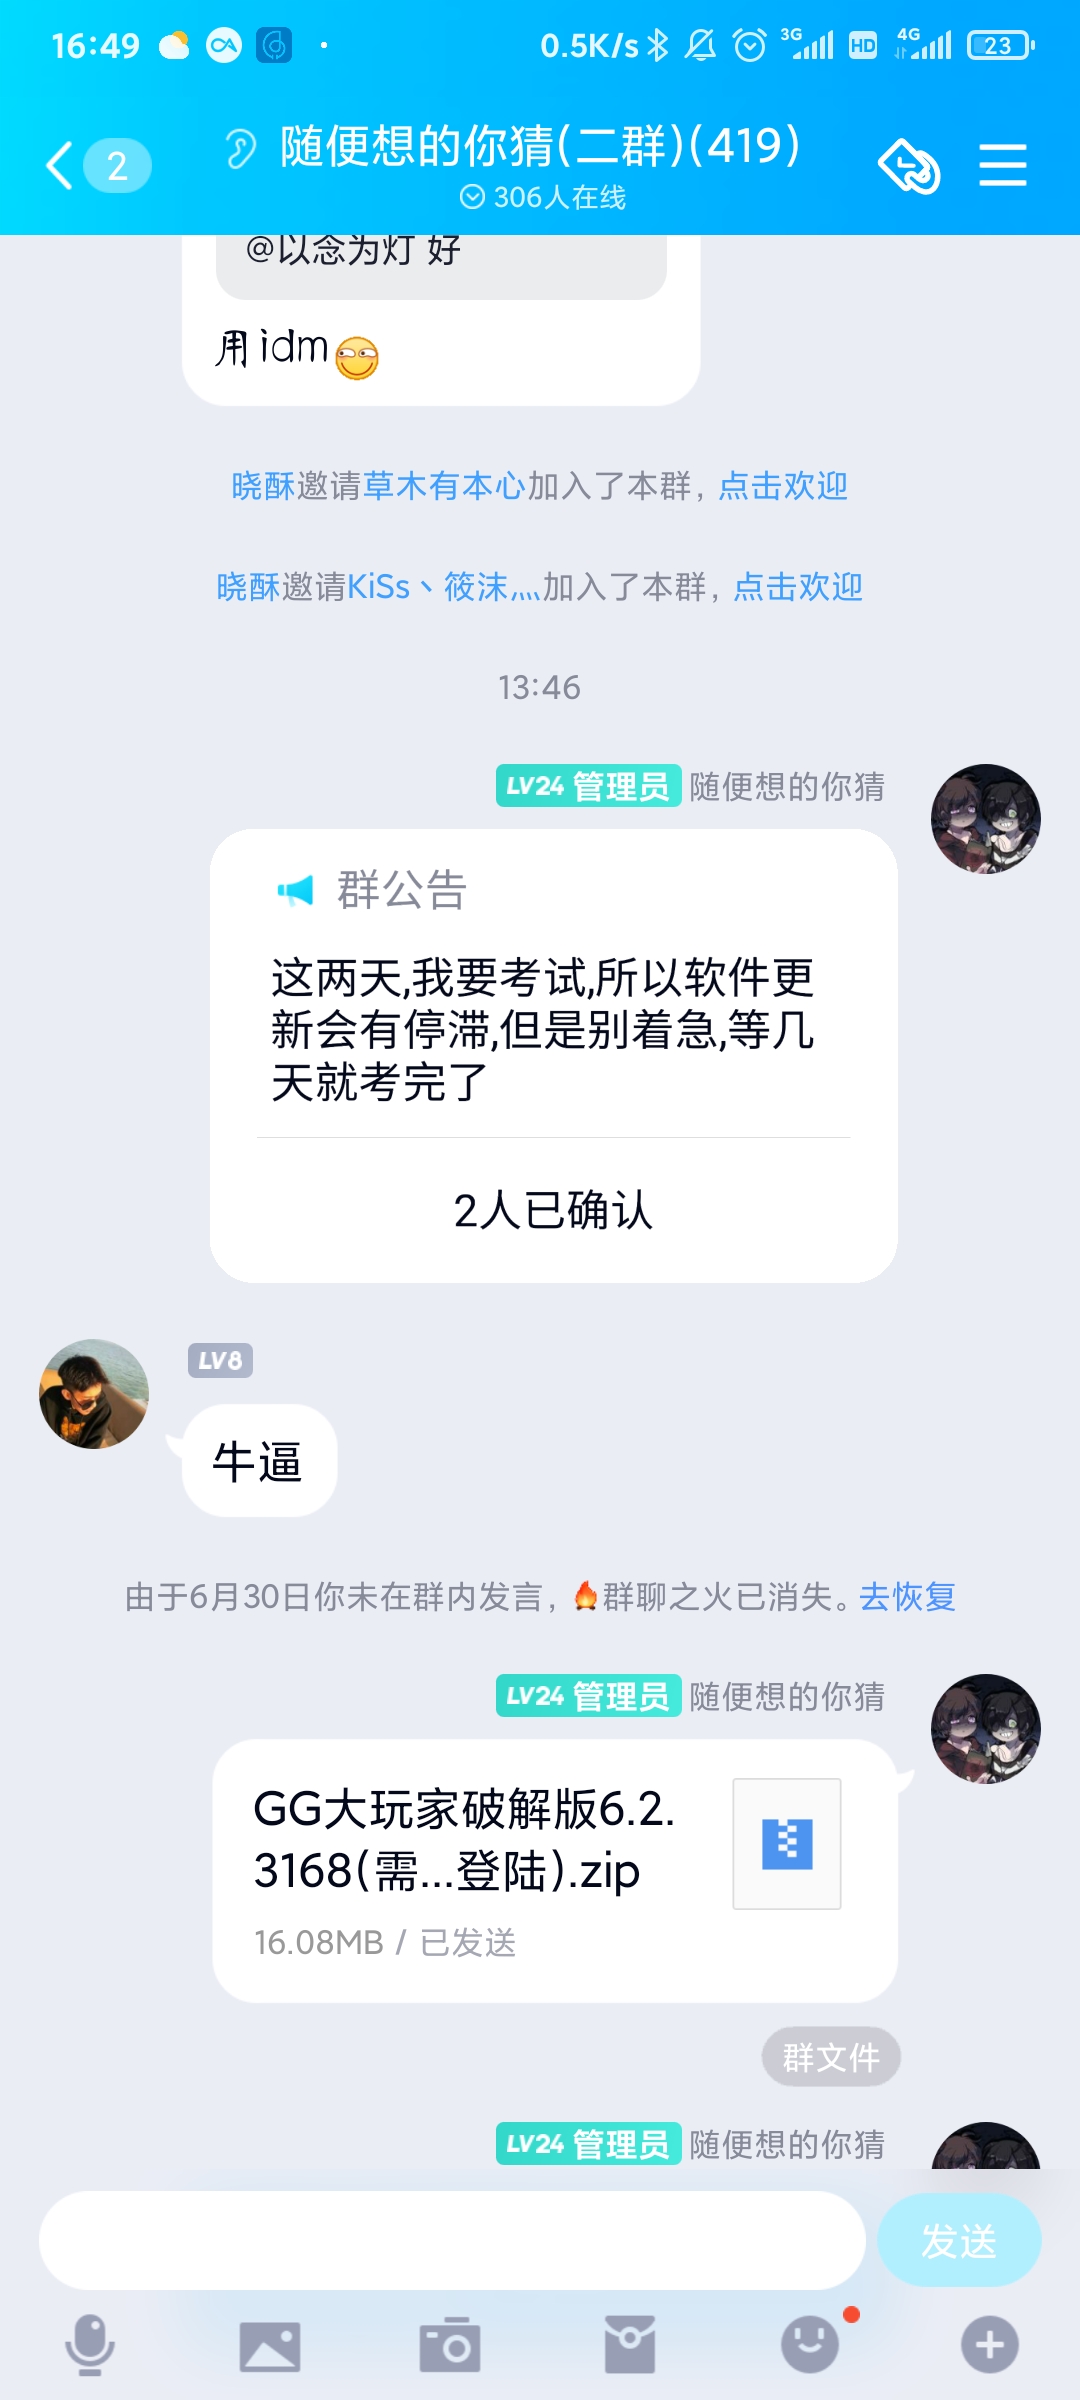 16:49
0.5K/s
3G
HD
4G
23
2
随便想的你猜(二群)(419)
306人在线
@以念为灯 好
用idm
晓酥邀请草木有本心加入了本群，点击欢迎
晓酥邀请KiSs丶筱沫灬加入了本群，点击欢迎
13:46
LV24 管理员 随便想的你猜
群公告
这两天,我要考试,所以软件更
新会有停滞,但是别着急,等几
天就考完了
2人已确认
LV8
牛逼
由于6月30日你未在群内发言，🔥群聊之火已消失。去恢复
LV24 管理员 随便想的你猜
GG大玩家破解版6.2.
3168(需...登陆).zip
16.08MB / 已发送
群文件
LV24 管理员 随便想的你猜
发送